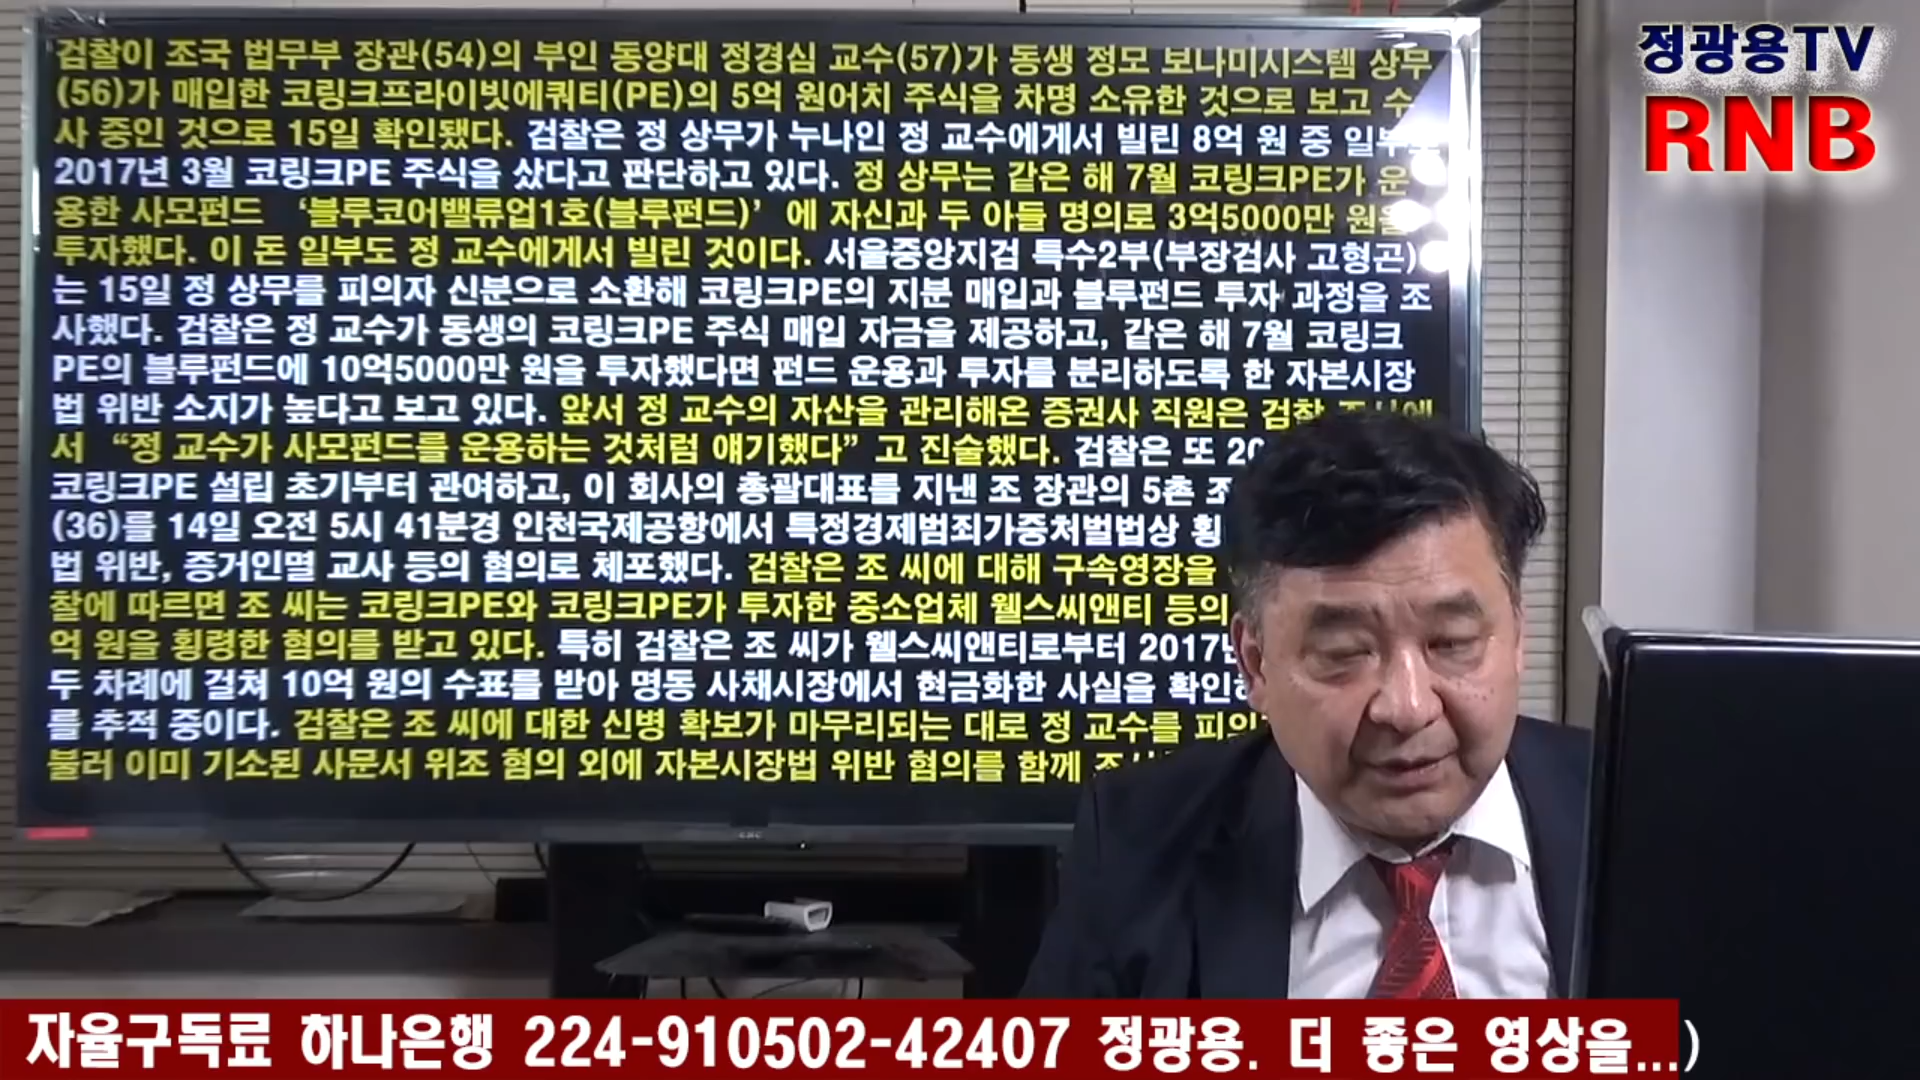 검찰이 조국 법무부 장관(54)의 부인 동양대 정경심 교수(57)가 동생 정모 보나미시스템 상무
(56)가 매입한 코링크프라이빗에쿼티(PE)의 5억 원어치 주식을 차명 소유한 것으로 보고 수
사 중인 것으로 15일 확인됐다. 검찰은 정 상무가 누나인 정 교수에게서 빌린 8억 원 중 일부로
2017년 3월 코링크PE 주식을 샀다고 판단하고 있다. 정 상무는 같은 해 7월 코링크PE가 운
용한 사모펀드 ‘블루코어밸류업1호(블루펀드)’에 자신과 두 아들 명의로 3억5000만 원을
투자했다. 이 돈 일부도 정 교수에게서 빌린 것이다. 서울중앙지검 특수2부(부장검사 고형곤)
는 15일 정 상무를 피의자 신분으로 소환해 코링크PE의 지분 매입과 블루펀드 투자 과정을 조
사했다. 검찰은 정 교수가 동생의 코링크PE 주식 매입 자금을 제공하고, 같은 해 7월 코링크
PE의 블루펀드에 10억5000만 원을 투자했다면 펀드 운용과 투자를 분리하도록 한 자본시장
법 위반 소지가 높다고 보고 있다. 앞서 정 교수의 자산을 관리해온 증권사 직원은 검찰 조사에
서 “정 교수가 사모펀드를 운용하는 것처럼 얘기했다”고 진술했다. 검찰은 또
코링크PE 설립 초기부터 관여하고, 이 회사의 총괄대표를 지낸 조 장관의 5촌 조
(36)를 14일 오전 5시 41분경 인천국제공항에서 특정경제범죄가중처벌법상 횡
법 위반, 증거인멸 교사 등의 혐의로 체포했다. 검찰은 조 씨에 대해 구속영장을
찰에 따르면 조 씨는 코링크PE와 코링크PE가 투자한 중소업체 웰스씨앤티 등의
억 원을 횡령한 혐의를 받고 있다. 특히 검찰은 조 씨가 웰스씨앤티로부터 2017년
두 차례에 걸쳐 10억 원의 수표를 받아 명동 사채시장에서 현금화한 사실을
를 추적 중이다. 검찰은 조 씨에 대한 신병 확보가 마무리되는 대로 정 교수를
불러 이미 기소된 사문서 위조 혐의 외에 자본시장법 위반 혐의를 함께
정광용TV
RNB
자율구독료 하나은행 224-910502-42407 정광용. 더 좋은 영상을...)